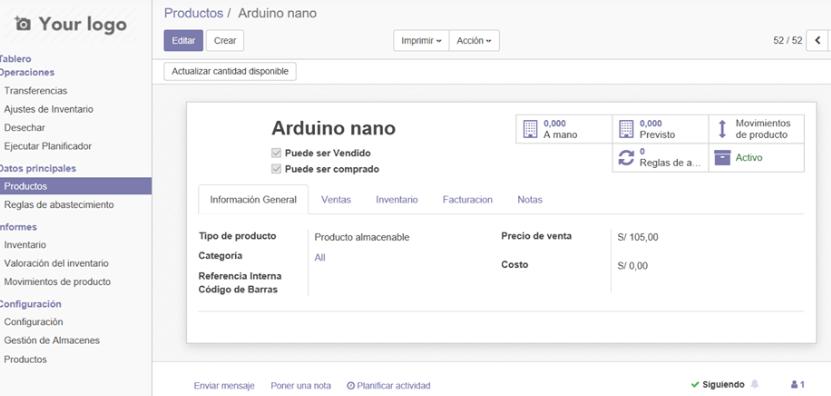 Your logo
Productos / Arduino nano
Editar Crear Imprimir Acción 52 / 52
Actualizar cantidad disponible
Tablero
Operaciones
Transferencias
Ajustes de Inventario
Desechar
Ejecutar Planificador
Datos principales
Productos
Reglas de abastecimiento
Informes
Inventario
Valoración del inventario
Movimientos de producto
Configuración
Configuración
Gestión de Almacenes
Productos
0,000
A mano
0,000
Previsto
Movimientos
de producto
0
Reglas de a...
Activo
Arduino nano
Puede ser Vendido
Puede ser comprado
Información General Ventas Inventario Facturacion Notas
Tipo de producto Producto almacenable
Categoría All
Referencia Interna
Código de Barras
Precio de venta S/ 105,00
Costo S/ 0,00
Enviar mensaje Poner una nota Planificar actividad Siguiendo 1